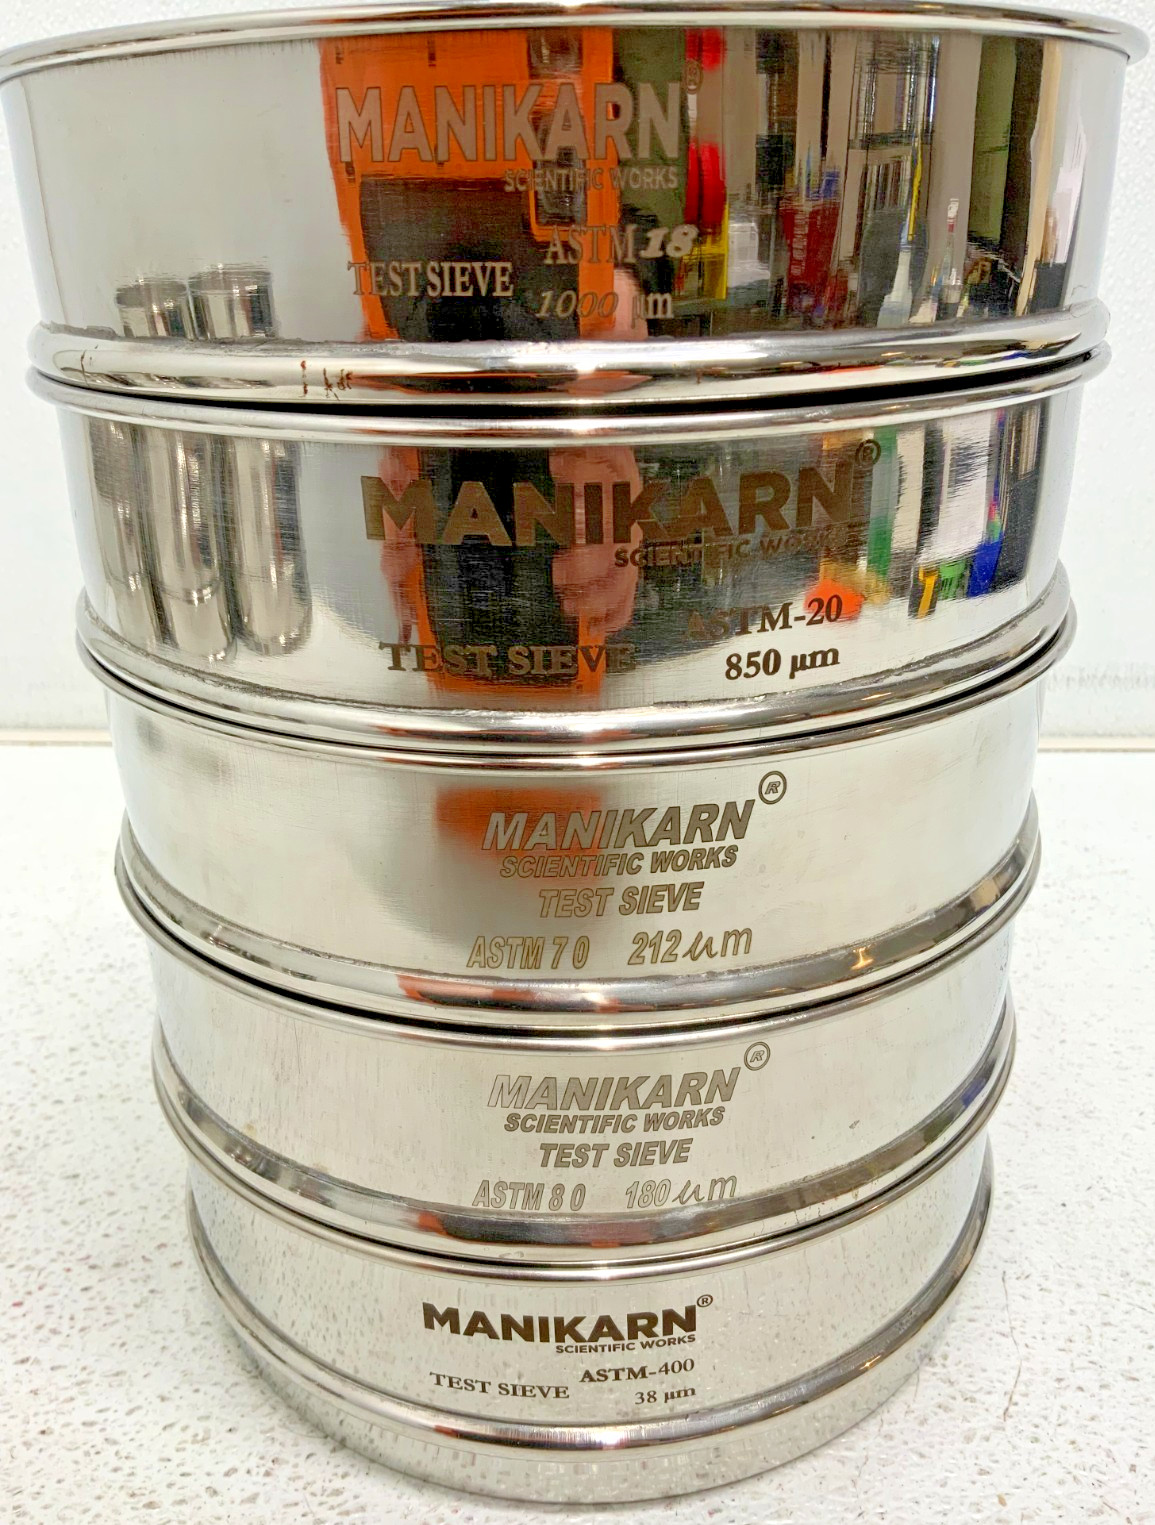 MANIKARN®
SCIENTIFIC WORKS
ASTM 18
TEST SIEVE 1000 µm
MANIKARN®
SCIENTIFIC WORKS
ASTM-20
TEST SIEVE 850 µm
MANIKARN®
SCIENTIFIC WORKS
TEST SIEVE
ASTM 70 212 µm
MANIKARN®
SCIENTIFIC WORKS
TEST SIEVE
ASTM 80 180 µm
MANIKARN®
SCIENTIFIC WORKS
ASTM-400
TEST SIEVE 38 µm